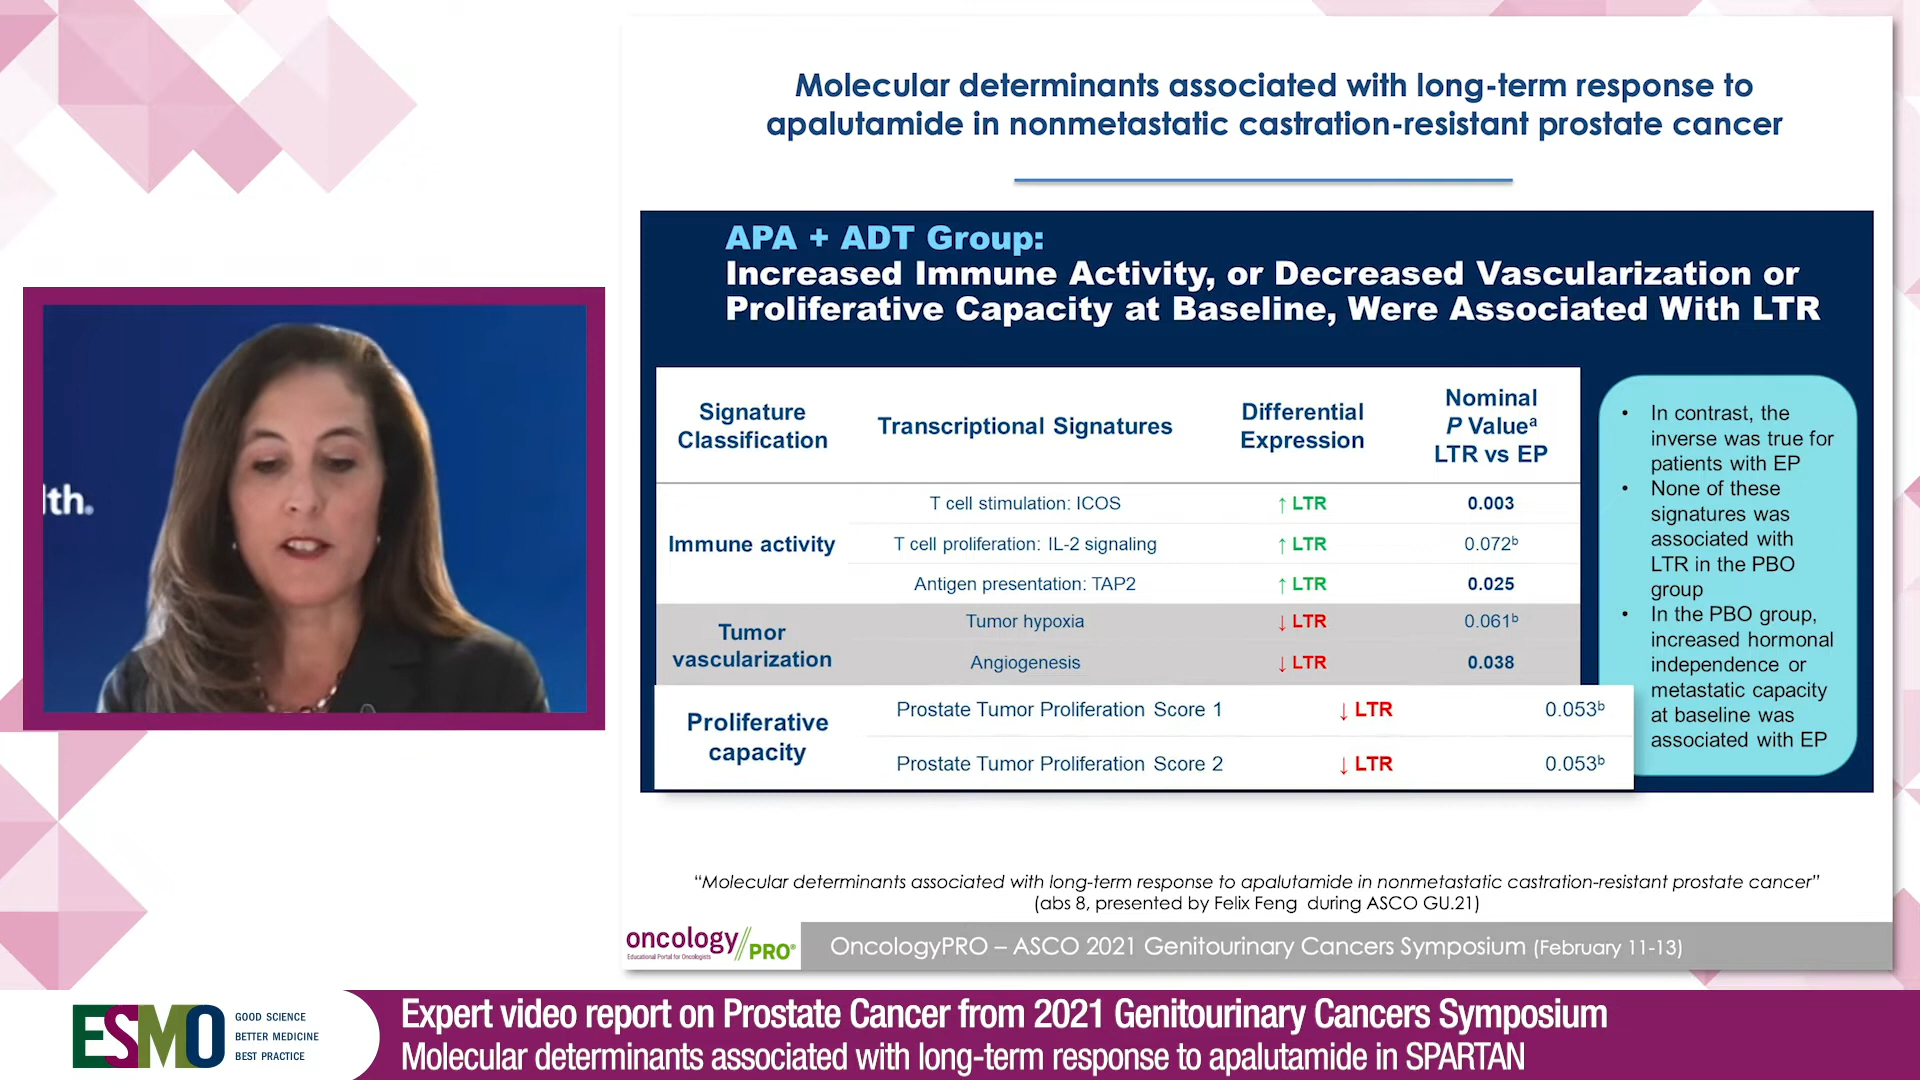 Molecular determinants associated with long-term response to
apalutamide in nonmetastatic castration-resistant prostate cancer
APA + ADT Group:
Increased Immune Activity, or Decreased Vascularization or
Proliferative Capacity at Baseline, Were Associated With LTR
Signature Classification
Transcriptional Signatures
Differential Expression
Nominal P Valueᵃ LTR vs EP
Immune activity
T cell stimulation: ICOS ↑ LTR 0.003
T cell proliferation: IL-2 signaling ↑ LTR 0.072ᵇ
Antigen presentation: TAP2 ↑ LTR 0.025
Tumor vascularization
Tumor hypoxia ↓ LTR 0.061ᵇ
Angiogenesis ↓ LTR 0.038
Proliferative capacity
Prostate Tumor Proliferation Score 1 ↓ LTR 0.053ᵇ
Prostate Tumor Proliferation Score 2 ↓ LTR 0.053ᵇ
• In contrast, the
inverse was true for
patients with EP
• None of these
signatures was
associated with
LTR in the PBO
group
• In the PBO group,
increased hormonal
independence or
metastatic capacity
at baseline was
associated with EP
lth.
“Molecular determinants associated with long-term response to apalutamide in nonmetastatic castration-resistant prostate cancer”
(abs 8, presented by Felix Feng during ASCO GU.21)
oncology//PRO®
Educational Portal for Oncologists
OncologyPRO – ASCO 2021 Genitourinary Cancers Symposium (February 11-13)
ESMO
GOOD SCIENCE
BETTER MEDICINE
BEST PRACTICE
Expert video report on Prostate Cancer from 2021 Genitourinary Cancers Symposium
Molecular determinants associated with long-term response to apalutamide in SPARTAN